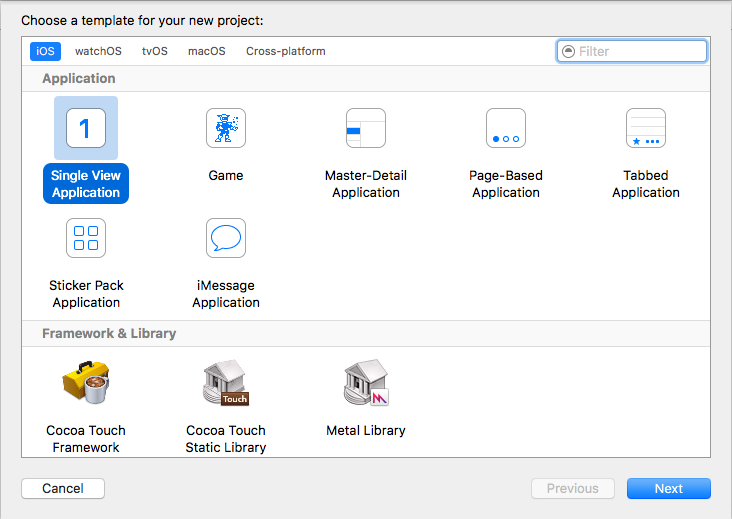 Choose a template for your new project:
iOS watchOS tvOS macOS Cross-platform Filter
Application
1
Single View Application
Game
Master-Detail Application
Page-Based Application
Tabbed Application
Sticker Pack Application
iMessage Application
Framework & Library
Touch
Cocoa Touch Framework
Cocoa Touch Static Library
Metal Library
Cancel Previous Next